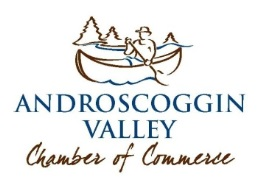 ANDROSCOGGIN
VALLEY
Chamber of Commerce